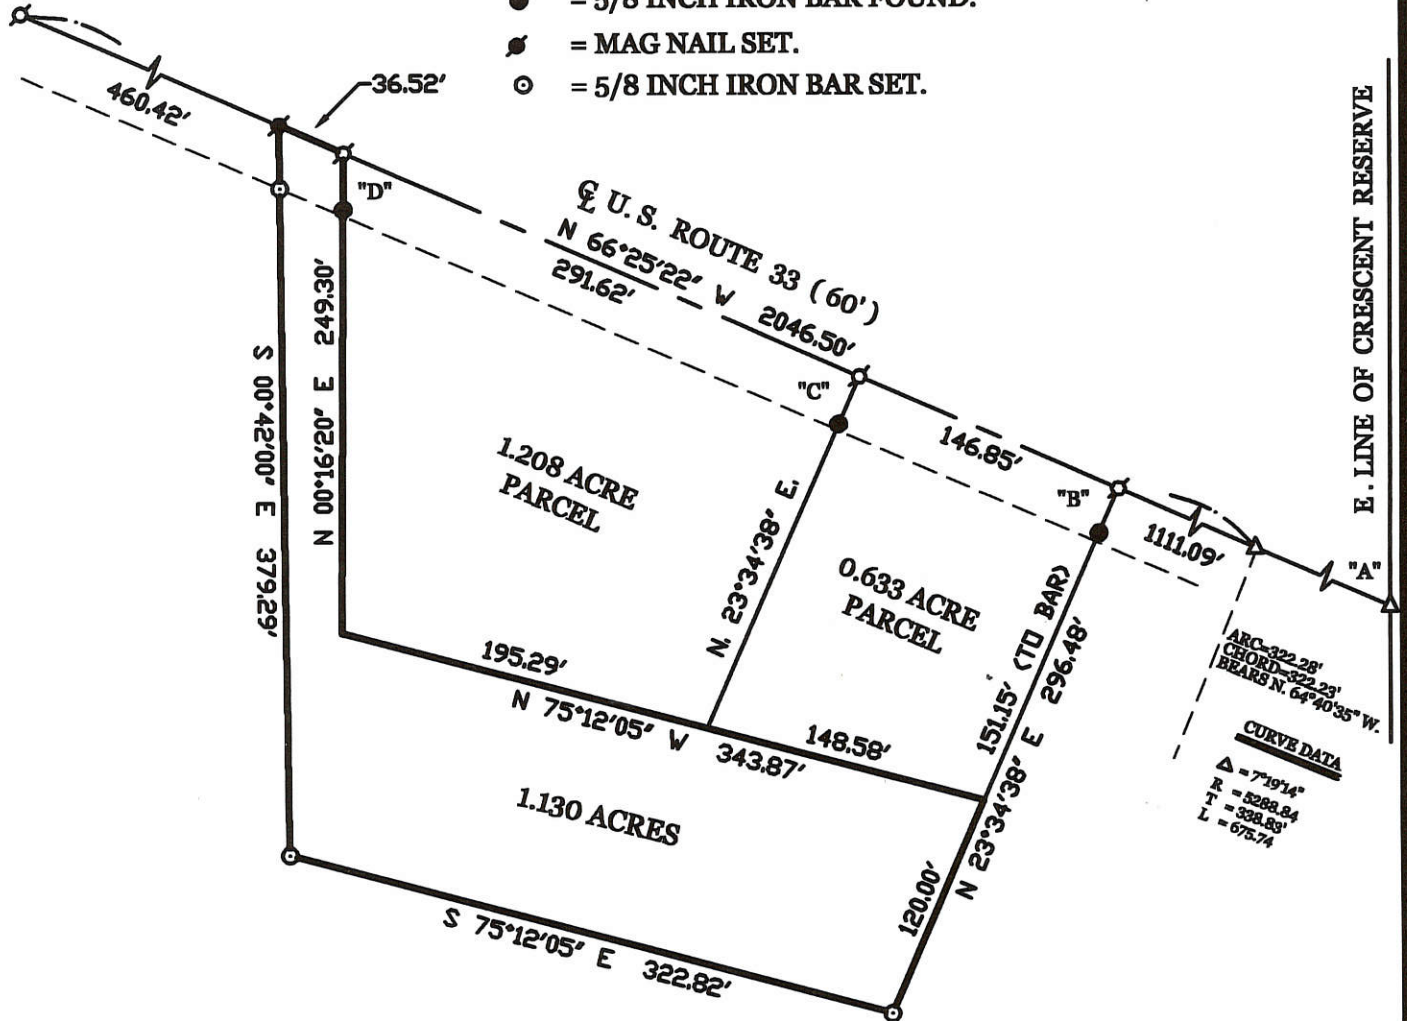 = 5/8 INCH IRON BAR FOUND.
= MAG NAIL SET.
= 5/8 INCH IRON BAR SET.
36.52'
460.42'
"D"
℄ U. S. ROUTE 33 ( 60' )
N 66°25'22" W 2046.50'
291.62'
E. LINE OF CRESCENT RESERVE
N 00°16'20" E 249.30'
S 00°42'00" E 379.29'
"C"
146.85'
"B"
1111.09'
"A"
1.208 ACRE
PARCEL
N. 23°34'38" E.
0.633 ACRE
PARCEL
151.15' (TO BAR)
N 23°34'38" E 296.48'
ARC=322.28'
CHORD=322.23'
BEARS N. 64°40'35" W.
CURVE DATA
Δ = 7°19'14"
R = 5288.84
T = 338.83'
L = 675.74
195.29'
N 75°12'05" W 343.87'
148.58'
1.130 ACRES
120.00'
S 75°12'05" E 322.82'